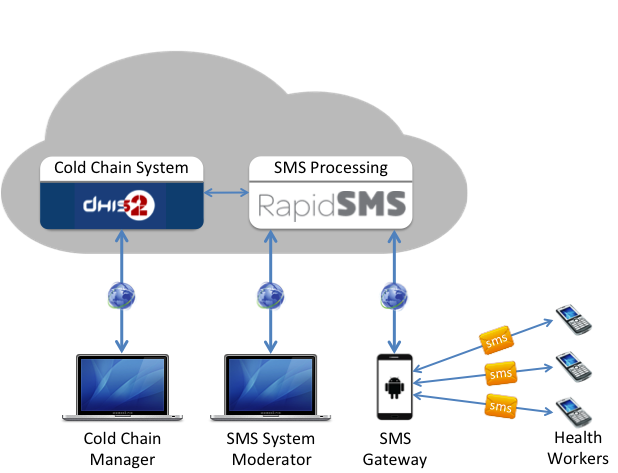 Cold Chain System
SMS Processing
dhis2
RapidSMS
sms
sms
sms
Cold Chain
Manager
SMS System
Moderator
SMS
Gateway
Health
Workers